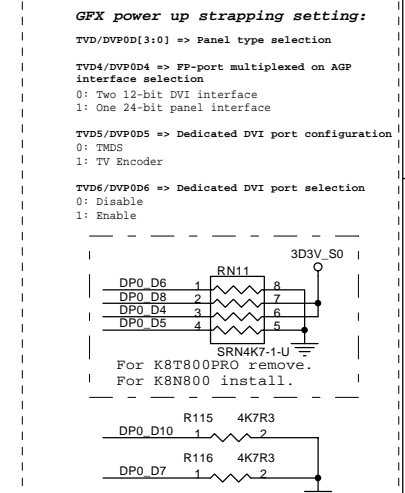 GFX power up strapping setting:
TVD/DVP0D[3:0] => Panel type selection
TVD4/DVP0D4 => FP-port multiplexed on AGP
interface selection
0: Two 12-bit DVI interface
1: One 24-bit panel interface
TVD5/DVP0D5 => Dedicated DVI port configuration
0: TMDS
1: TV Encoder
TVD6/DVP0D6 => Dedicated DVI port selection
0: Disable
1: Enable
3D3V_S0
RN11
DP0_D6 1 8
DP0_D8 2 7
DP0_D4 3 6
DP0_D5 4 5
SRN4K7-1-U
For K8T800PRO remove.
For K8N800 install.
R115 4K7R3
DP0_D10 1 2
R116 4K7R3
DP0_D7 1 2